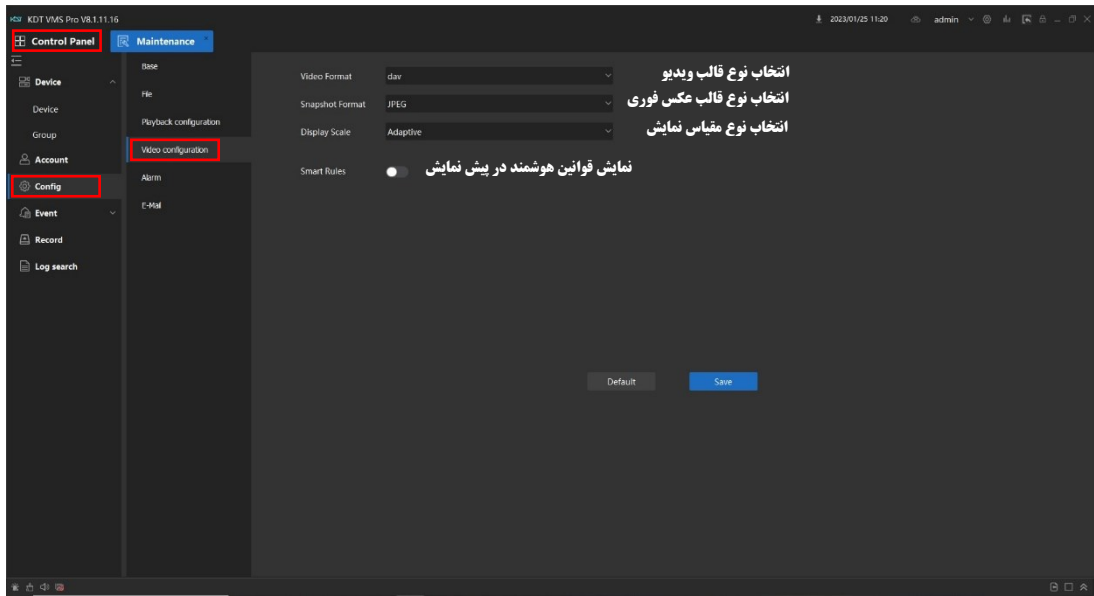 KDT VMS Pro V8.1.11.16
2023/01/25 11:20
admin
Control Panel
Maintenance
Device
Device
Group
Account
Config
Event
Record
Log search
Base
File
Playback configuration
Video configuration
Alarm
E-Mail
Video Format dav انتخاب نوع قالب ویدیو
Snapshot Format JPEG انتخاب نوع قالب عکس فوری
Display Scale Adaptive انتخاب نوع مقیاس نمایش
Smart Rules نمایش قوانین هوشمند در پیش نمایش
Default Save